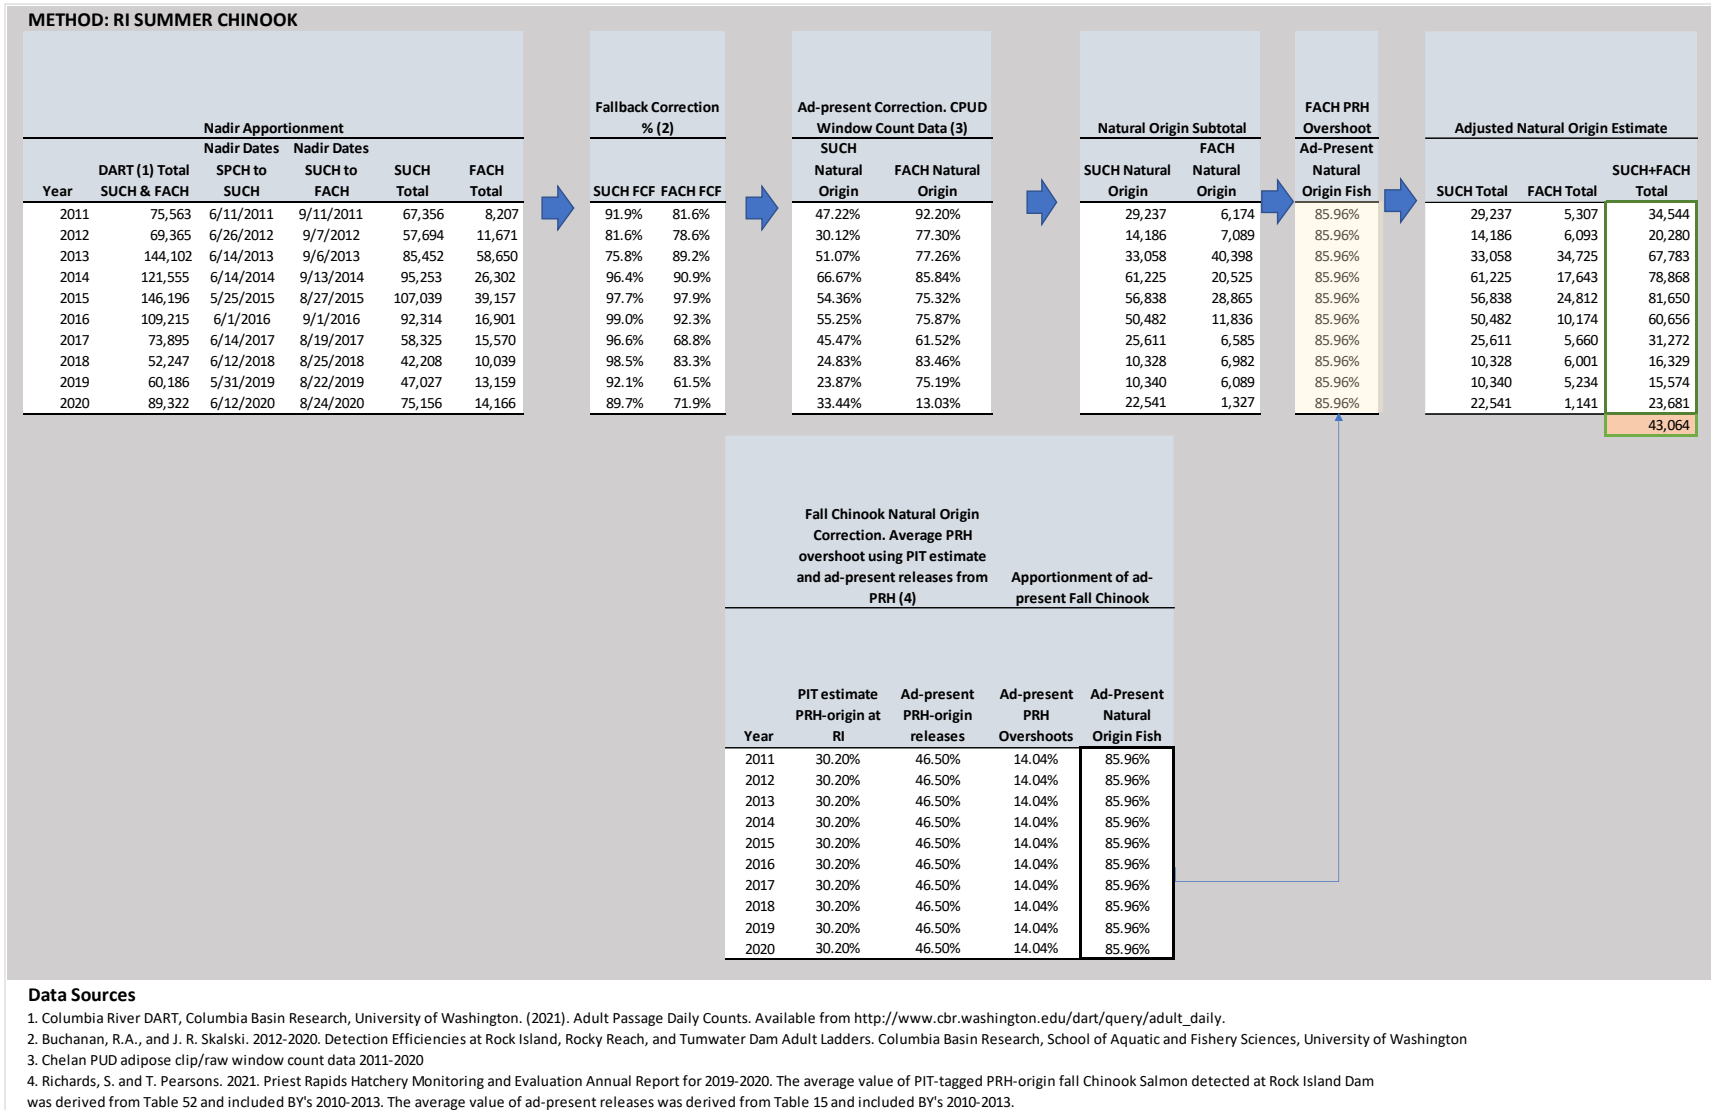 METHOD: RI SUMMER CHINOOK
Nadir Apportionment
Year DART (1) Total SUCH & FACH Nadir Dates SPCH to SUCH Nadir Dates SUCH to FACH SUCH Total FACH Total
2011 75,563 6/11/2011 9/11/2011 67,356 8,207
2012 69,365 6/26/2012 9/7/2012 57,694 11,671
2013 144,102 6/14/2013 9/6/2013 85,452 58,650
2014 121,555 6/14/2014 9/13/2014 95,253 26,302
2015 146,196 5/25/2015 8/27/2015 107,039 39,157
2016 109,215 6/1/2016 9/1/2016 92,314 16,901
2017 73,895 6/14/2017 8/19/2017 58,325 15,570
2018 52,247 6/12/2018 8/25/2018 42,208 10,039
2019 60,186 5/31/2019 8/22/2019 47,027 13,159
2020 89,322 6/12/2020 8/24/2020 75,156 14,166
Fallback Correction
% (2)
SUCH FCF FACH FCF
91.9% 81.6%
81.6% 78.6%
75.8% 89.2%
96.4% 90.9%
97.7% 97.9%
99.0% 92.3%
96.6% 68.8%
98.5% 83.3%
92.1% 61.5%
89.7% 71.9%
Ad-present Correction. CPUD
Window Count Data (3)
SUCH Natural Origin FACH Natural Origin
47.22% 92.20%
30.12% 77.30%
51.07% 77.26%
66.67% 85.84%
54.36% 75.32%
55.25% 75.87%
45.47% 61.52%
24.83% 83.46%
23.87% 75.19%
33.44% 13.03%
Natural Origin Subtotal
SUCH Natural Origin FACH Natural Origin
29,237 6,174
14,186 7,089
33,058 40,398
61,225 20,525
56,838 28,865
50,482 11,836
25,611 6,585
10,328 6,982
10,340 6,089
22,541 1,327
FACH PRH
Overshoot
Ad-Present
Natural
Origin Fish
85.96%
85.96%
85.96%
85.96%
85.96%
85.96%
85.96%
85.96%
85.96%
85.96%
Adjusted Natural Origin Estimate
SUCH Total FACH Total SUCH+FACH Total
29,237 5,307 34,544
14,186 6,093 20,280
33,058 34,725 67,783
61,225 17,643 78,868
56,838 24,812 81,650
50,482 10,174 60,656
25,611 5,660 31,272
10,328 6,001 16,329
10,340 5,234 15,574
22,541 1,141 23,681
43,064
Fall Chinook Natural Origin
Correction. Average PRH
overshoot using PIT estimate
and ad-present releases from
PRH (4)
Apportionment of ad-
present Fall Chinook
Year PIT estimate PRH-origin at RI Ad-present PRH-origin releases Ad-present PRH Overshoots Ad-Present Natural Origin Fish
2011 30.20% 46.50% 14.04% 85.96%
2012 30.20% 46.50% 14.04% 85.96%
2013 30.20% 46.50% 14.04% 85.96%
2014 30.20% 46.50% 14.04% 85.96%
2015 30.20% 46.50% 14.04% 85.96%
2016 30.20% 46.50% 14.04% 85.96%
2017 30.20% 46.50% 14.04% 85.96%
2018 30.20% 46.50% 14.04% 85.96%
2019 30.20% 46.50% 14.04% 85.96%
2020 30.20% 46.50% 14.04% 85.96%
Data Sources
1. Columbia River DART, Columbia Basin Research, University of Washington. (2021). Adult Passage Daily Counts. Available from http://www.cbr.washington.edu/dart/query/adult_daily.
2. Buchanan, R.A., and J. R. Skalski. 2012-2020. Detection Efficiencies at Rock Island, Rocky Reach, and Tumwater Dam Adult Ladders. Columbia Basin Research, School of Aquatic and Fishery Sciences, University of Washington
3. Chelan PUD adipose clip/raw window count data 2011-2020
4. Richards, S. and T. Pearsons. 2021. Priest Rapids Hatchery Monitoring and Evaluation Annual Report for 2019-2020. The average value of PIT-tagged PRH-origin fall Chinook Salmon detected at Rock Island Dam
was derived from Table 52 and included BY's 2010-2013. The average value of ad-present releases was derived from Table 15 and included BY's 2010-2013.